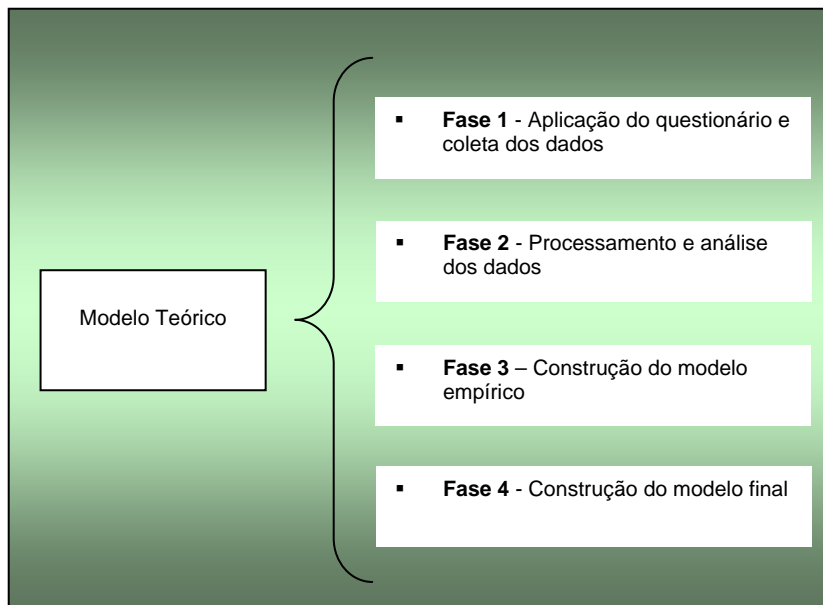 Modelo Teórico
▪ Fase 1 - Aplicação do questionário e
coleta dos dados
▪ Fase 2 - Processamento e análise
dos dados
▪ Fase 3 – Construção do modelo
empírico
▪ Fase 4 - Construção do modelo final